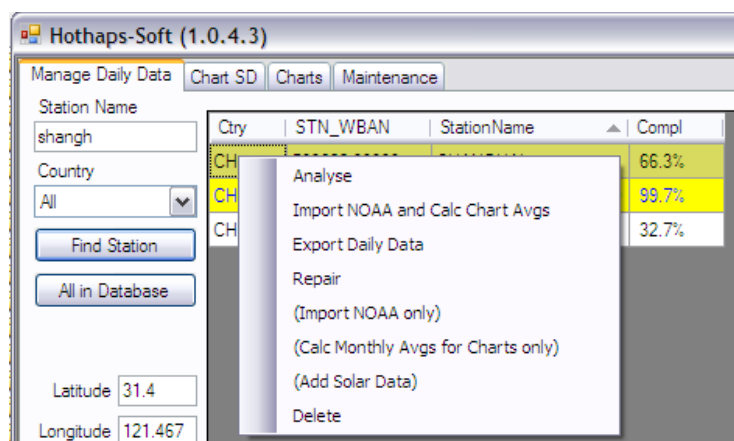 Hothaps-Soft (1.0.4.3)
Manage Daily Data Chart SD Charts Maintenance
Station Name
shangh
Country
All
Find Station
All in Database
Latitude 31.4
Longitude 121.467
Ctry STN_WBAN StationName Compl
CH 66.3%
CH 99.7%
CH 32.7%
Analyse
Import NOAA and Calc Chart Avgs
Export Daily Data
Repair
(Import NOAA only)
(Calc Monthly Avgs for Charts only)
(Add Solar Data)
Delete